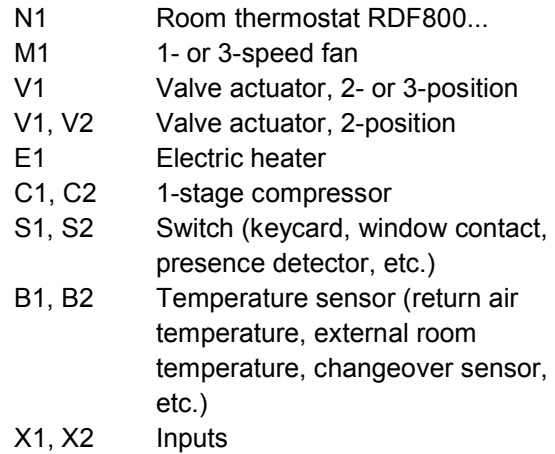 N1 Room thermostat RDF800...
M1 1- or 3-speed fan
V1 Valve actuator, 2- or 3-position
V1, V2 Valve actuator, 2-position
E1 Electric heater
C1, C2 1-stage compressor
S1, S2 Switch (keycard, window contact,
presence detector, etc.)
B1, B2 Temperature sensor (return air
temperature, external room
temperature, changeover sensor,
etc.)
X1, X2 Inputs